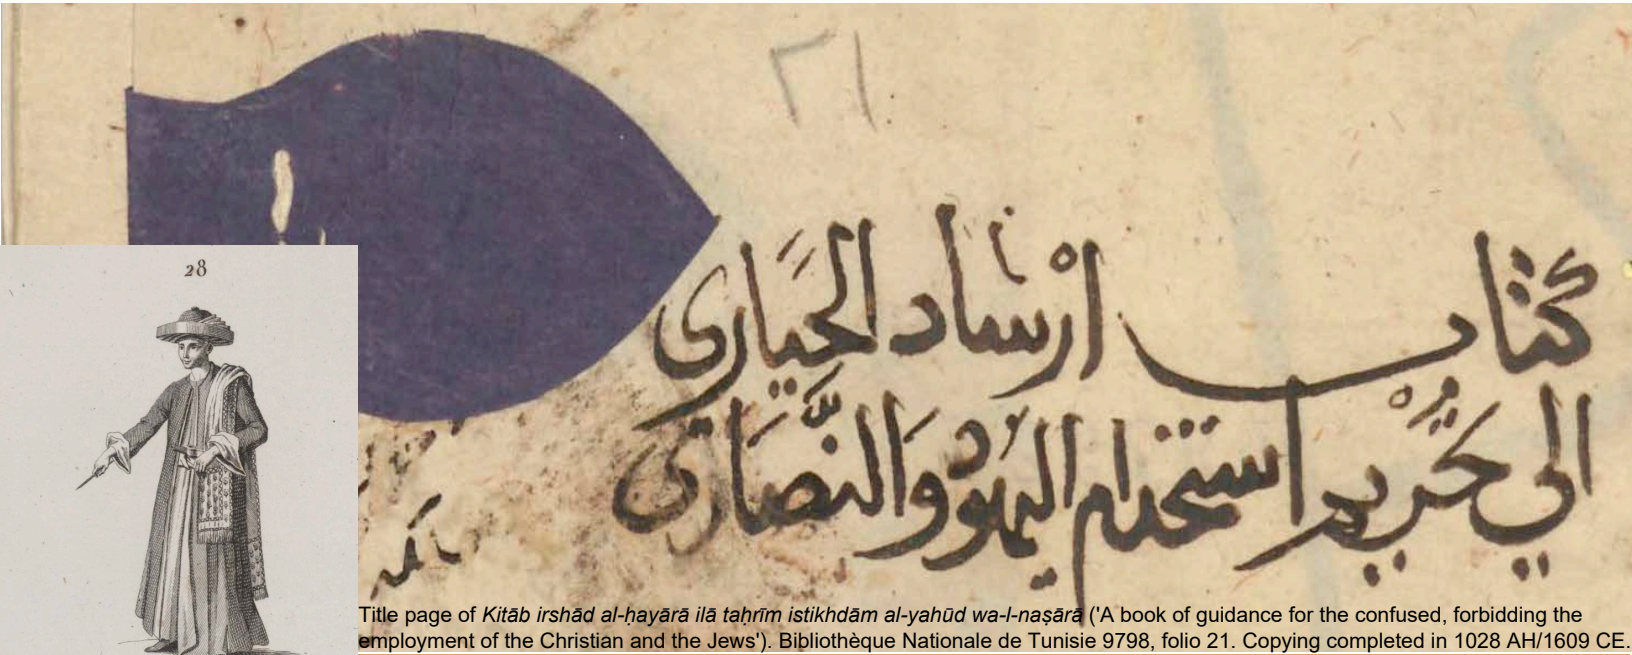 ٢١
كتاب ارشاد الحيارى
الي تحريم استخدام اليهود والنصارى
28
Title page of Kitāb irshād al-ḥayārā ilā taḥrīm istikhdām al-yahūd wa-l-naṣārā ('A book of guidance for the confused, forbidding the
employment of the Christian and the Jews'). Bibliothèque Nationale de Tunisie 9798, folio 21. Copying completed in 1028 AH/1609 CE.